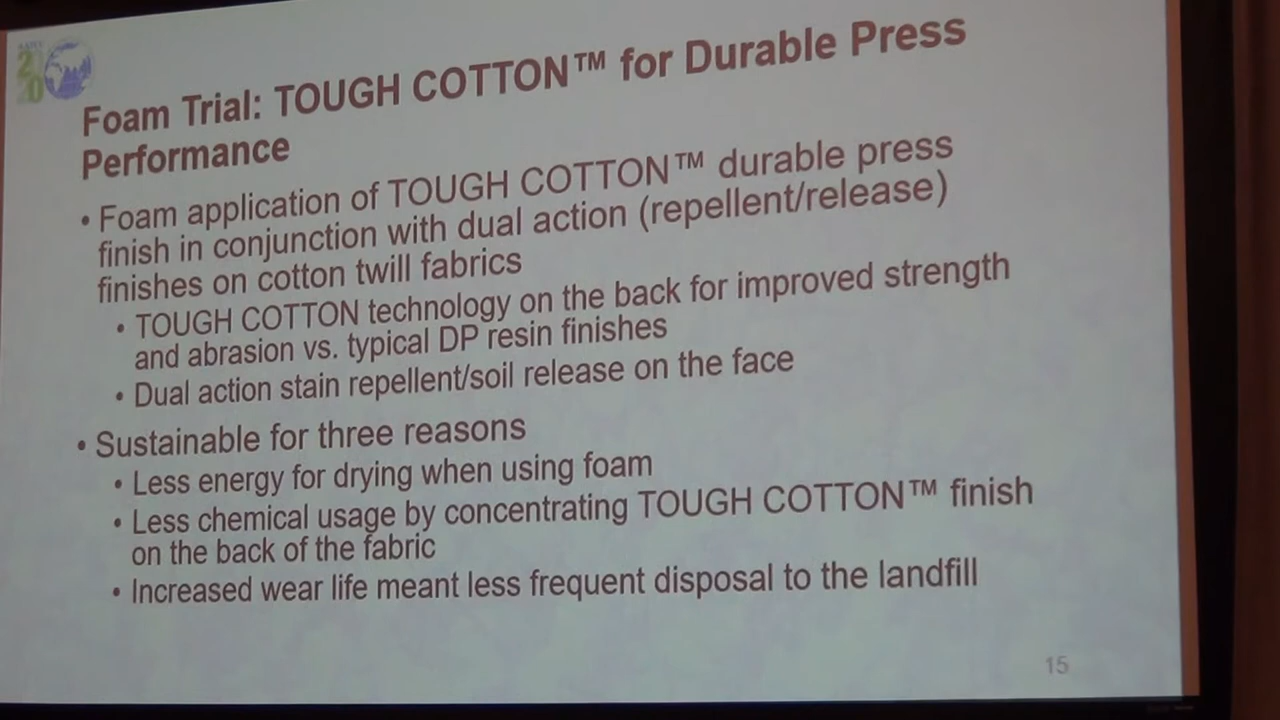 Foam Trial: TOUGH COTTON™ for Durable Press
Performance
• Foam application of TOUGH COTTON™ durable press
finish in conjunction with dual action (repellent/release)
finishes on cotton twill fabrics
• TOUGH COTTON technology on the back for improved strength
and abrasion vs. typical DP resin finishes
• Dual action stain repellent/soil release on the face
• Sustainable for three reasons
• Less energy for drying when using foam
• Less chemical usage by concentrating TOUGH COTTON™ finish
on the back of the fabric
• Increased wear life meant less frequent disposal to the landfill
15